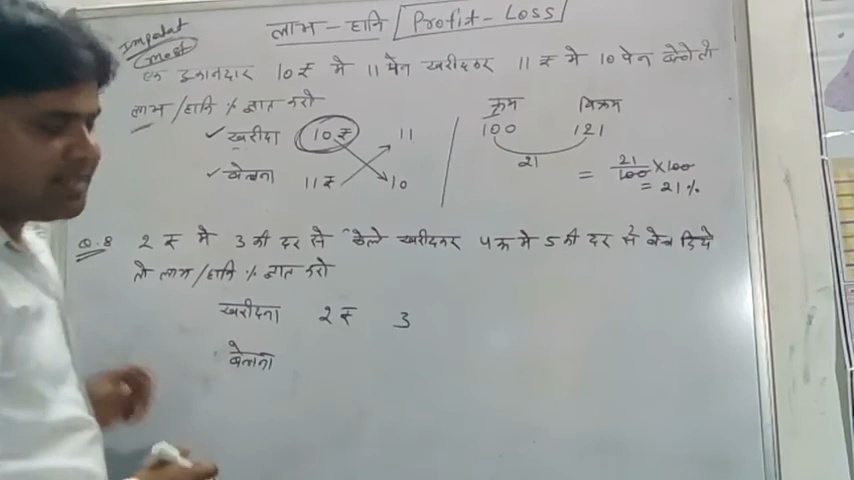 लाभ - हानि Profit - Loss
Impotat
most
एक दुकानदार 10 ₹ मे 11 पेन खरीदकर 11 ₹ मे 10 पेन बेचे तो
लाभ / हानि % ज्ञात करो
क्रय विक्रय
✓ खरीदा 10 ₹ 11 100 121
21
✓ बेचना 11 ₹ 10 = 21/100 × 100
= 21 %
Q.8 2 ₹ मे 3 की दर से केले खरीदकर 4 रू मे 5 की दर से बेच दिये
तो लाभ / हानि % ज्ञात करो
खरीदना 2 ₹ 3
बेचना